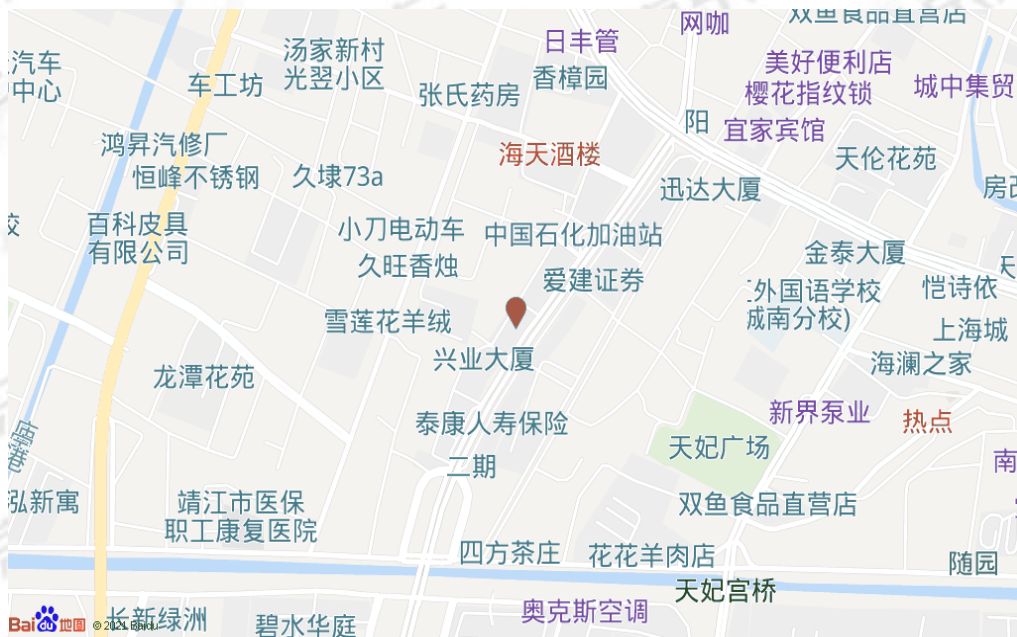 网咖
双鱼食品直营店
日丰管
汤家新村
光翌小区
汽车
中心
车工坊
张氏药房
香樟园
美好便利店
樱花指纹锁
城中集贸
阳
宜家宾馆
鸿昇汽修厂
海天酒楼
天伦花苑
恒峰不锈钢
久埭73a
迅达大厦
百科皮具
有限公司
小刀电动车
中国石化加油站
金泰大厦
久旺香烛
爱建证券
天
外国语学校
城南分校)
恺诗依
雪莲花羊绒
上海城
兴业大厦
海澜之家
龙潭花苑
新界泵业
热点
泰康人寿保险
天妃广场
二期
南
泓新寓
靖江市医保
职工康复医院
双鱼食品直营店
四方茶庄
花花羊肉店
随园
天妃宫桥
奥克斯空调
长新绿洲
碧水华庭
Bai du 地图
© 2021 Baidu